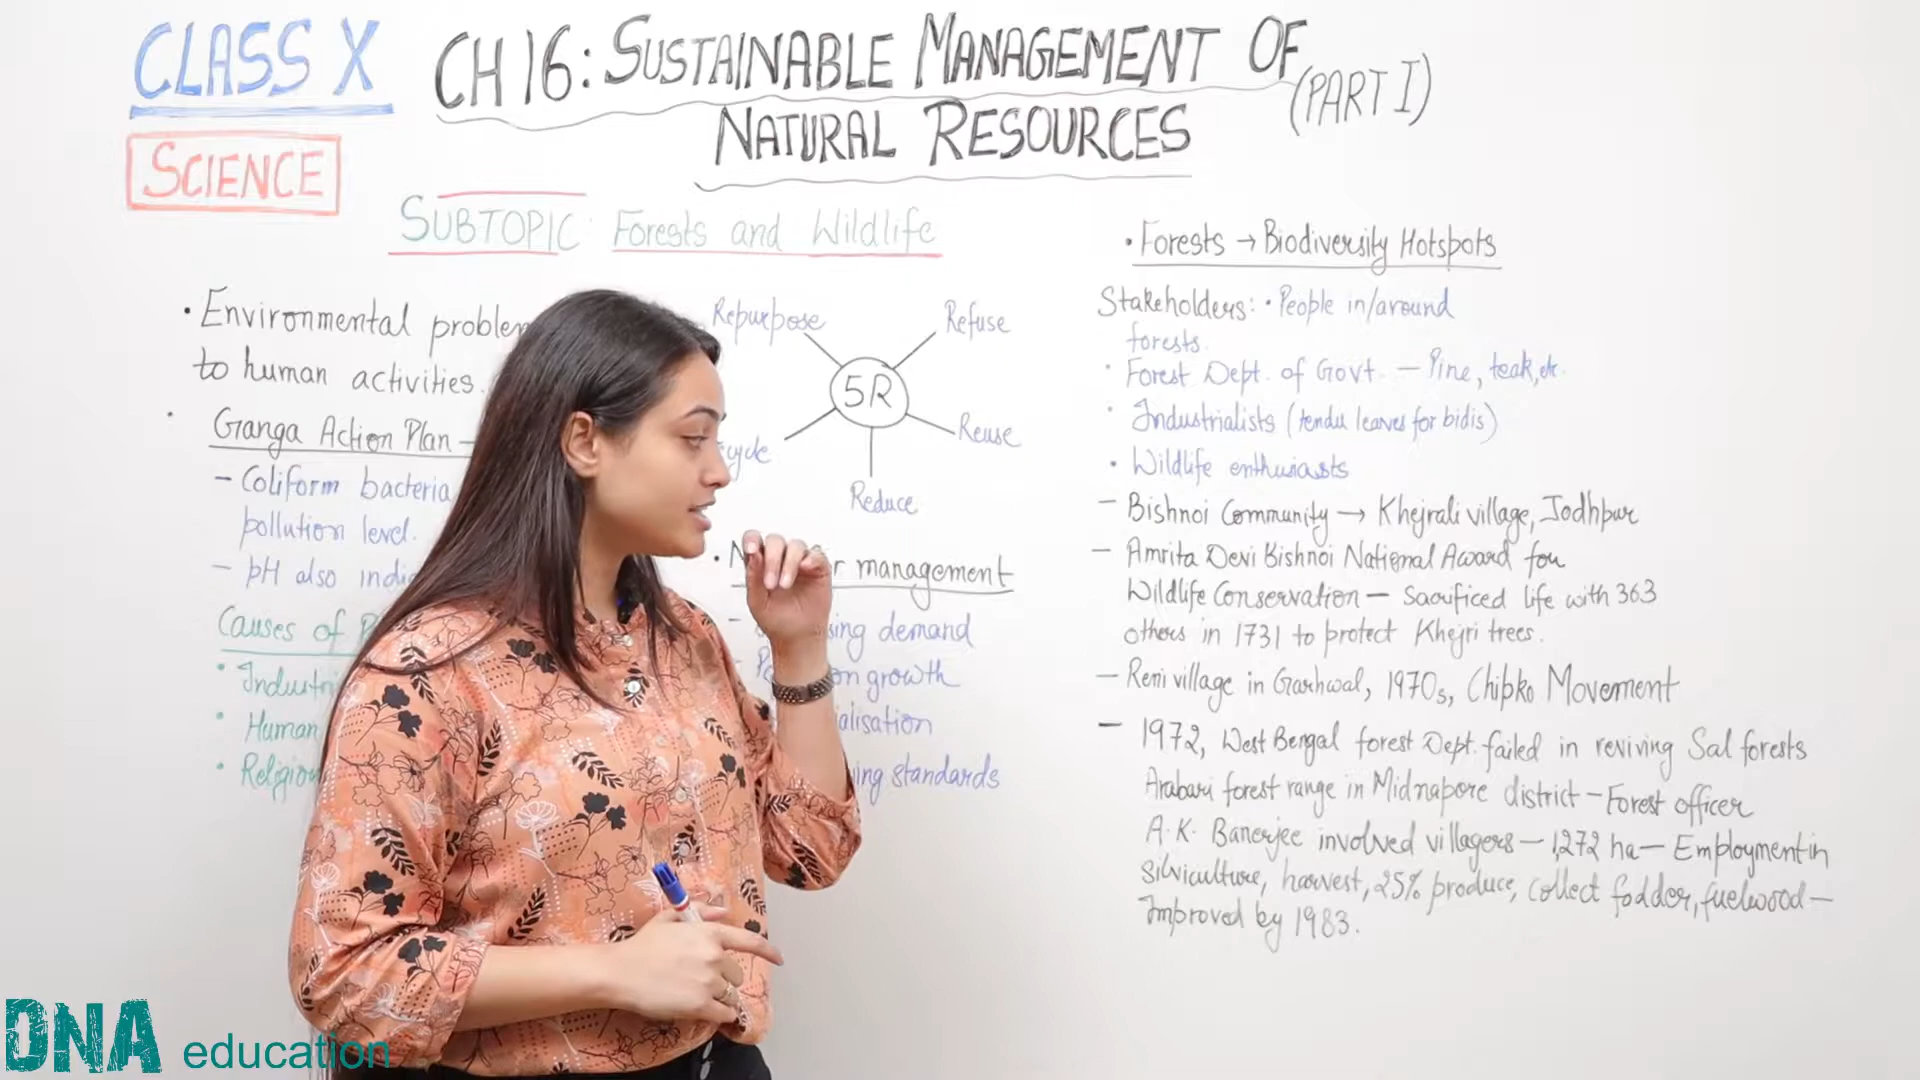 CLASS X
SCIENCE
CH 16: SUSTAINABLE MANAGEMENT OF
NATURAL RESOURCES
(PART I)
SUBTOPIC: Forests and Wildlife
• Environmental problem
to human activities.
• Ganga Action Plan –
– Coliform bacteria
pollution level.
– pH also indi
Causes of
• Industri
• Human
• Religiou
Repurpose
Refuse
5R
cycle
Reuse
Reduce
• r management
– sing demand
– on growth
alisation
ing standards
• Forests → Biodiversity Hotspots
Stakeholders: • People in/around
forests.
• Forest Dept. of Govt. – Pine, teak, etc.
• Industrialists (tendu leaves for bidis)
• Wildlife enthusiasts
– Bishnoi Community → Khejrali village, Jodhpur
– Amrita Devi Bishnoi National Award for
Wildlife Conservation – Sacrificed life with 363
others in 1731 to protect Khejri trees.
– Reni village in Garhwal, 1970s, Chipko Movement
– 1972, West Bengal forest Dept. failed in reviving Sal forests
Arabari forest range in Midnapore district – Forest officer
A.K. Banerjee involved villagers – 1,272 ha – Employment in
silviculture, harvest, 25% produce, collect fodder, fuelwood –
Improved by 1983.
DNA education